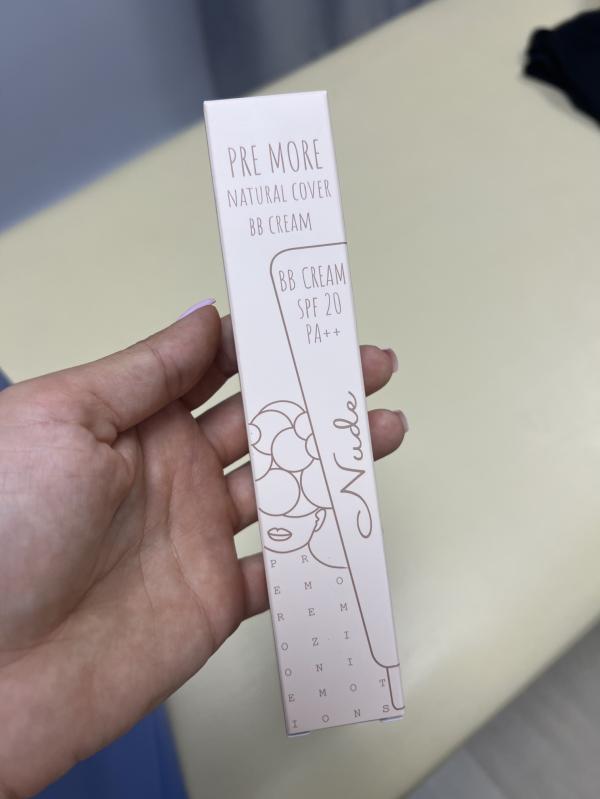 PRE MORE
NATURAL COVER
BB CREAM
BB CREAM
SPF 20
PA++
Nude
P R
E M O
R E M
O Z I
O N I
E M O T
I O N S